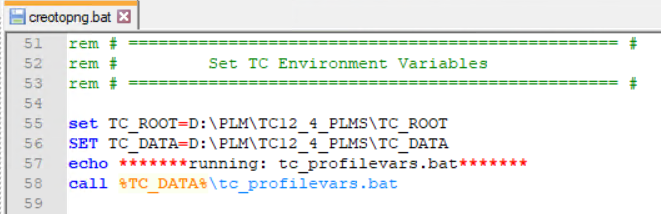 creotopng.bat
51 rem # ================================================= #
52 rem # Set TC Environment Variables
53 rem # ================================================= #
54
55 set TC_ROOT=D:\PLM\TC12_4_PLMS\TC_ROOT
56 SET TC_DATA=D:\PLM\TC12_4_PLMS\TC_DATA
57 echo *******running: tc_profilevars.bat*******
58 call %TC_DATA%\tc_profilevars.bat
59